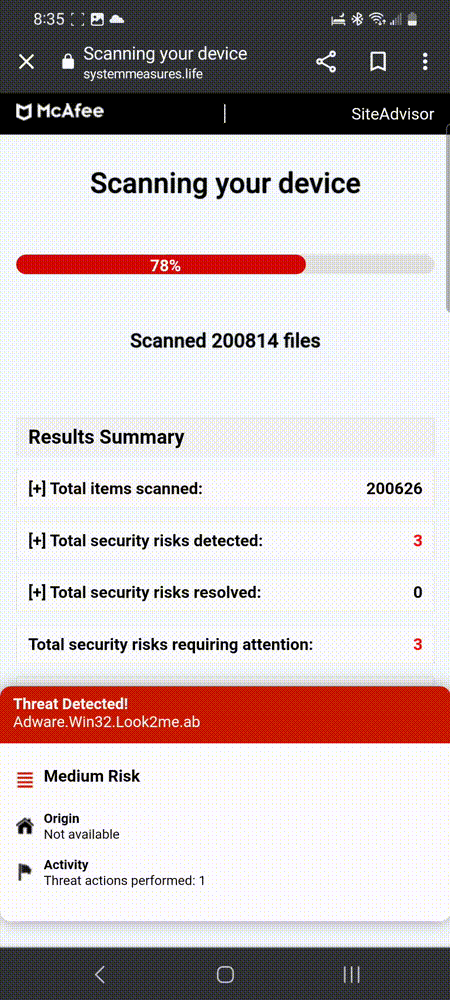 8:35
Scanning your device
systemmeasures.life
McAfee | SiteAdvisor
Scanning your device
78%
Scanned 200814 files
Results Summary
[+] Total items scanned: 200626
[+] Total security risks detected: 3
[+] Total security risks resolved: 0
Total security risks requiring attention: 3
Threat Detected!
Adware.Win32.Look2me.ab
Medium Risk
Origin
Not available
Activity
Threat actions performed: 1